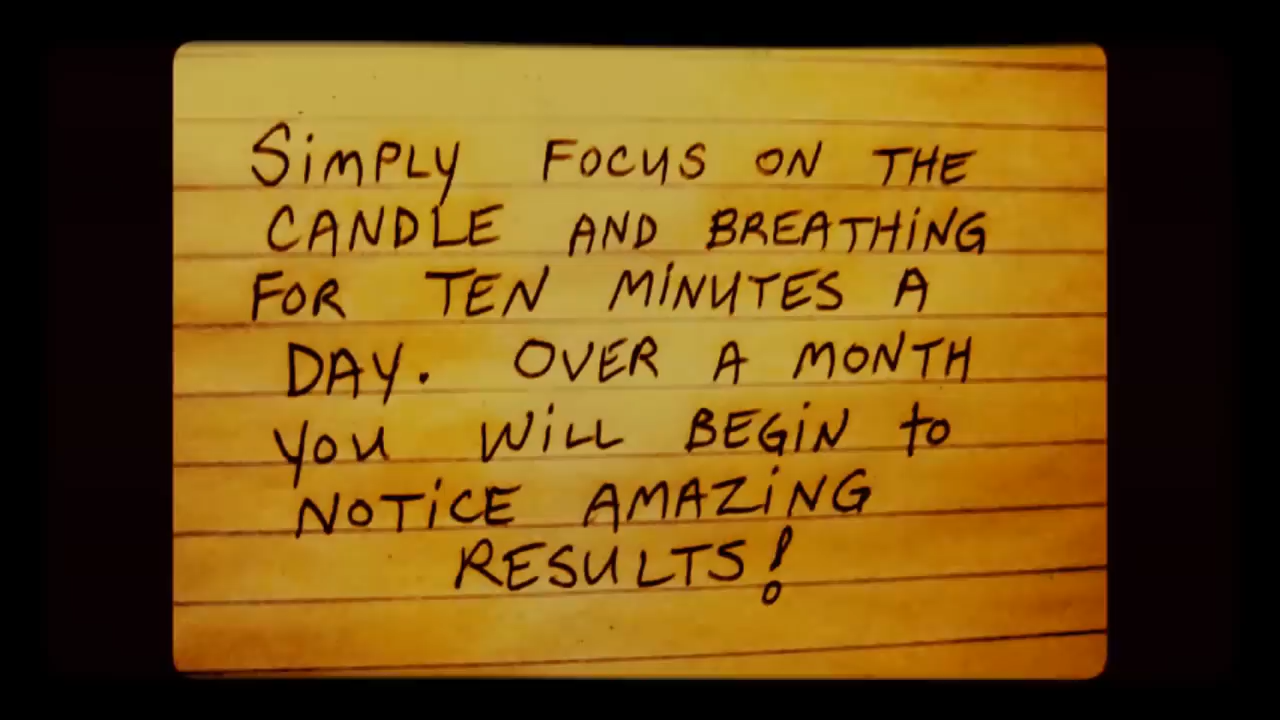 SiMPLY FOCUS ON THE
CANDLE AND BREATHiNG
FOR TEN MiNUTES A
DAY. OVER A MONTH
YOU WiLL BEGiN to
NOTiCE AMAZiNG
RESULTS!